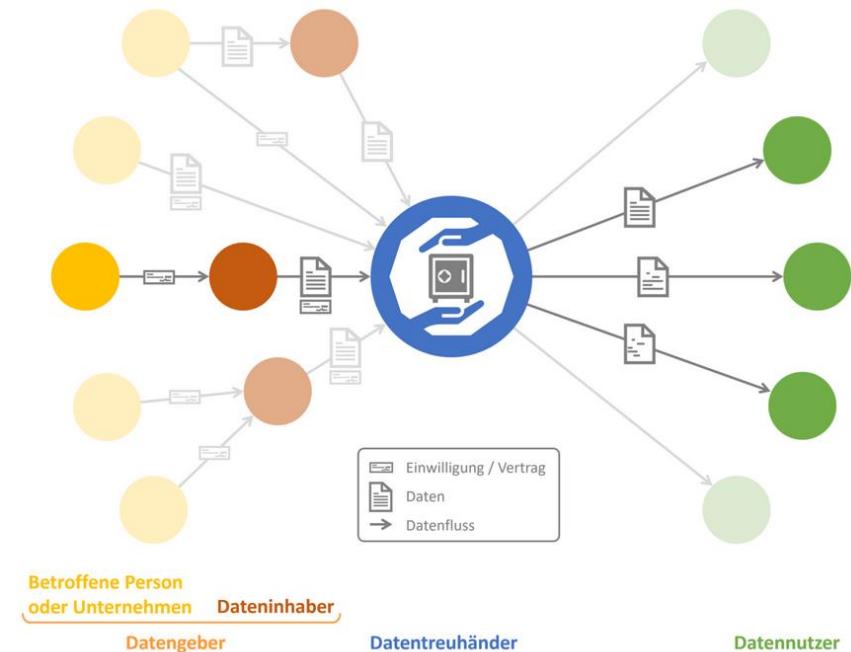 Einwilligung / Vertrag
Daten
Datenfluss
Betroffene Person
oder Unternehmen
Dateninhaber
Datengeber
Datentreuhänder
Datennutzer